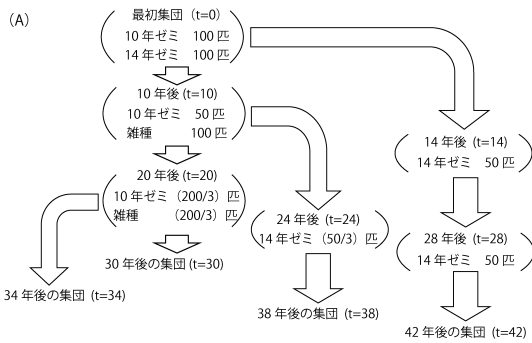 (A)
最初集団 (t=0)
10 年ゼミ 100 匹
14 年ゼミ 100 匹
10 年後 (t=10)
10 年ゼミ 50 匹
雑種 100 匹
14 年後 (t=14)
14 年ゼミ 50 匹
20 年後 (t=20)
10 年ゼミ (200/3) 匹
雑種 (200/3) 匹
24 年後 (t=24)
14 年ゼミ (50/3) 匹
28 年後 (t=28)
14 年ゼミ 50 匹
30 年後の集団 (t=30)
34 年後の集団 (t=34)
38 年後の集団 (t=38)
42 年後の集団 (t=42)